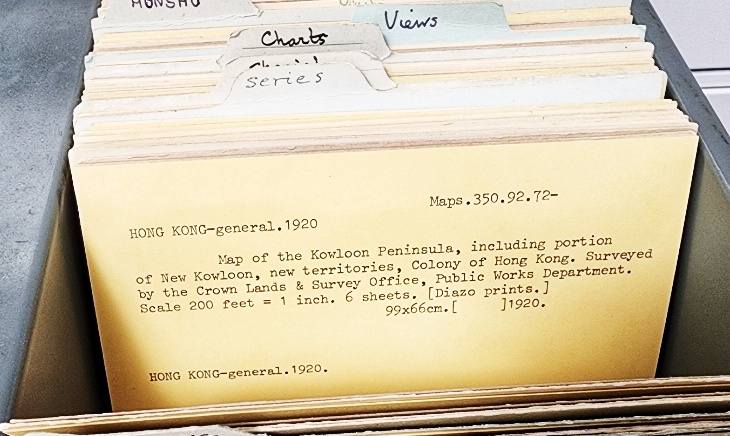 HONSHU
Views
Charts
series
Maps.350.92.72-
HONG KONG-general.1920
Map of the Kowloon Peninsula, including portion
of New Kowloon, new territories, Colony of Hong Kong. Surveyed
by the Crown Lands & Survey Office, Public Works Department.
Scale 200 feet = 1 inch. 6 sheets. [Diazo prints.]
99x66cm.[ ]1920.
HONG KONG-general.1920.